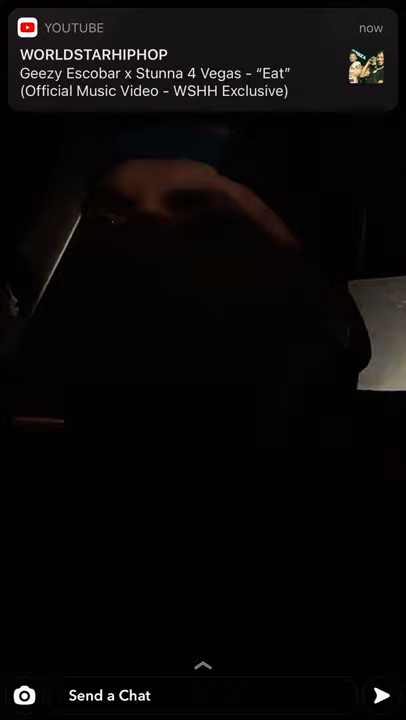 YOUTUBE
now
WORLDSTARHIPHOP
Geezy Escobar x Stunna 4 Vegas - “Eat”
(Official Music Video - WSHH Exclusive)
Send a Chat